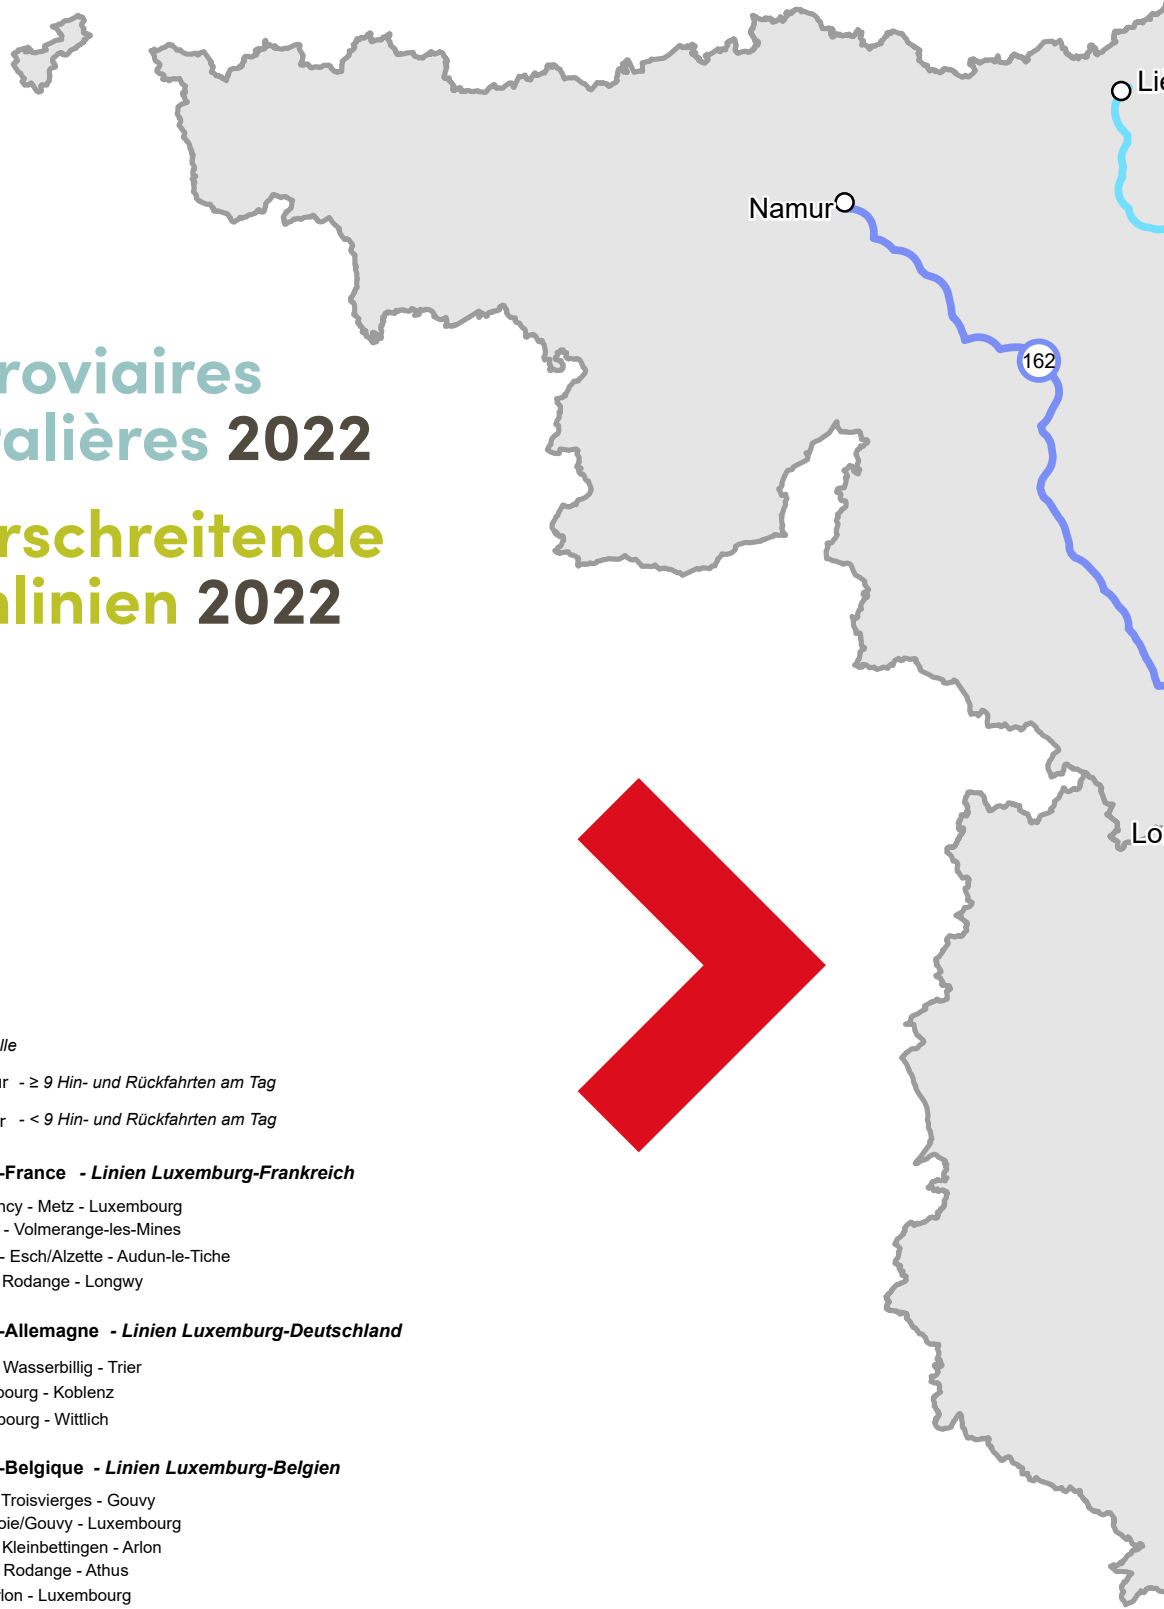 roviaires
alières 2022
rschreitende
linien 2022
Lie
Namur
162
Lo
lle
r - ≥ 9 Hin- und Rückfahrten am Tag
r - < 9 Hin- und Rückfahrten am Tag
-France - Linien Luxemburg-Frankreich
ncy - Metz - Luxembourg
- Volmerange-les-Mines
- Esch/Alzette - Audun-le-Tiche
Rodange - Longwy
-Allemagne - Linien Luxemburg-Deutschland
Wasserbillig - Trier
bourg - Koblenz
bourg - Wittlich
-Belgique - Linien Luxemburg-Belgien
Troisvierges - Gouvy
oie/Gouvy - Luxembourg
Kleinbettingen - Arlon
Rodange - Athus
lon - Luxembourg